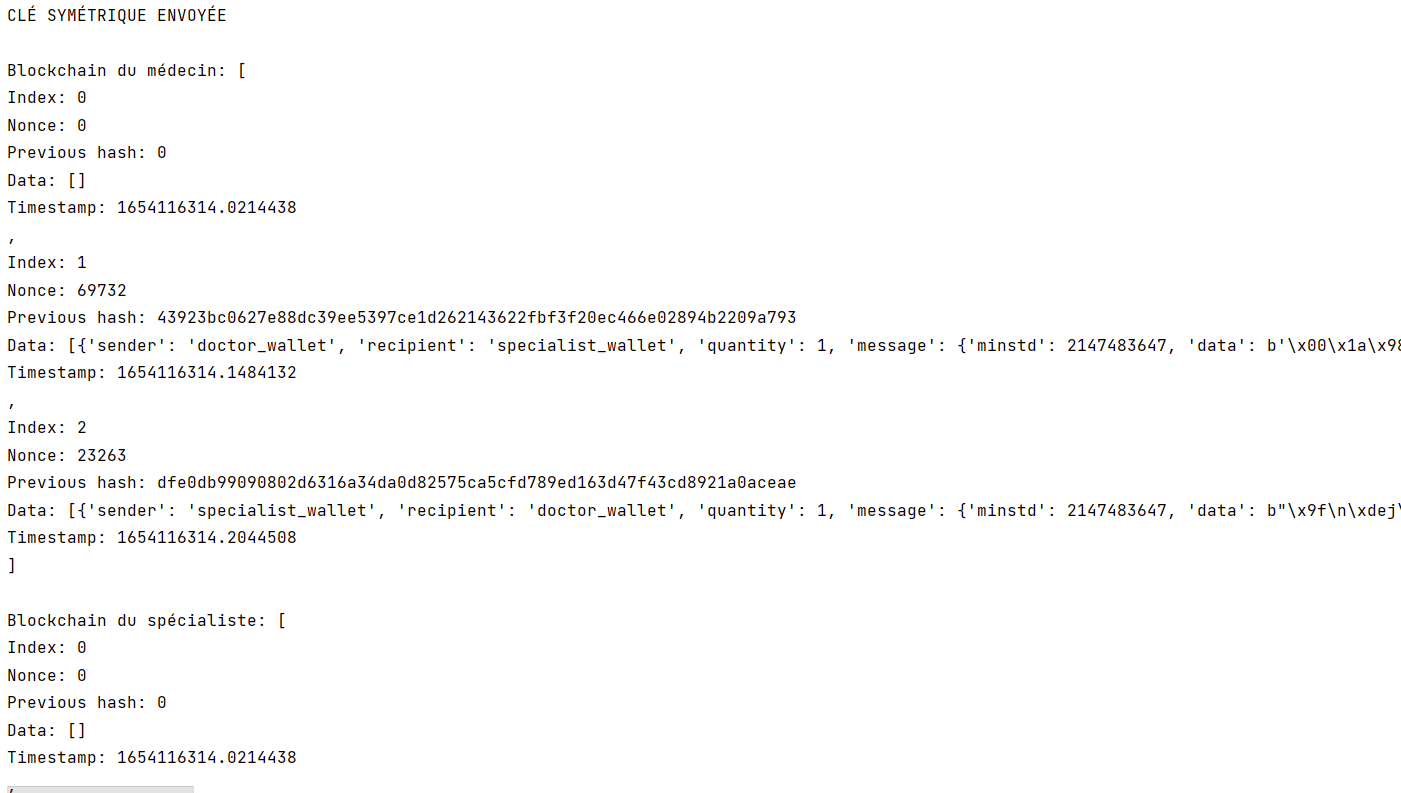 CLÉ SYMÉTRIQUE ENVOYÉE
Blockchain du médecin: [
Index: 0
Nonce: 0
Previous hash: 0
Data: []
Timestamp: 1654116314.0214438
,
Index: 1
Nonce: 69732
Previous hash: 43923bc0627e88dc39ee5397ce1d262143622fbf3f20ec466e02894b2209a793
Data: [{'sender': 'doctor_wallet', 'recipient': 'specialist_wallet', 'quantity': 1, 'message': {'minstd': 2147483647, 'data': b'\x00\x1a\x98
Timestamp: 1654116314.1484132
,
Index: 2
Nonce: 23263
Previous hash: dfe0db99090802d6316a34da0d82575ca5cfd789ed163d47f43cd8921a0aceae
Data: [{'sender': 'specialist_wallet', 'recipient': 'doctor_wallet', 'quantity': 1, 'message': {'minstd': 2147483647, 'data': b"\x9f\n\xdej\
Timestamp: 1654116314.2044508
]
Blockchain du spécialiste: [
Index: 0
Nonce: 0
Previous hash: 0
Data: []
Timestamp: 1654116314.0214438
,